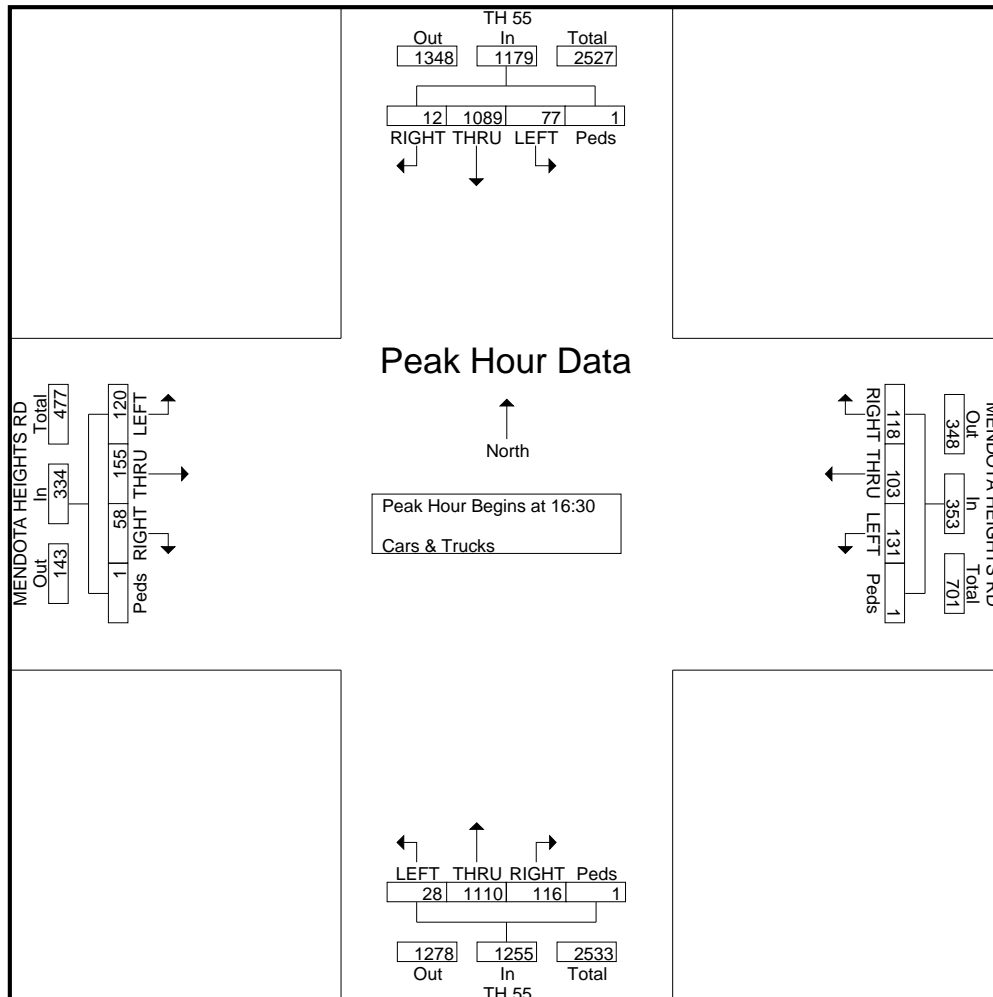 TH 55
Out In Total
1348 1179 2527
12 1089 77 1
RIGHT THRU LEFT Peds
Peak Hour Data
North
Peak Hour Begins at 16:30
Cars & Trucks
MENDOTA HEIGHTS RD
Out In Total
143 334 477
120 155 58 1
LEFT THRU RIGHT Peds
MENDOTA HEIGHTS RD
Out In Total
348 353 701
118 103 131 1
RIGHT THRU LEFT Peds
LEFT THRU RIGHT Peds
28 1110 116 1
1278 1255 2533
Out In Total
TH 55